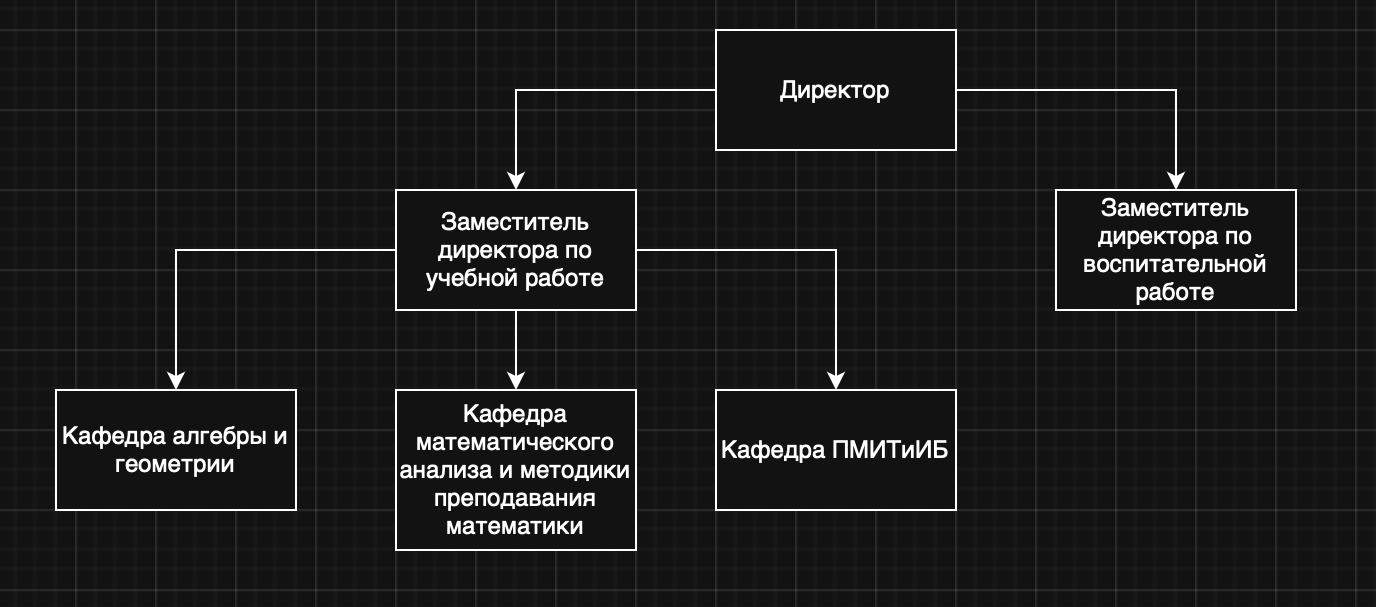 Директор
Заместитель
директора по
учебной работе
Заместитель
директора по
воспитательной
работе
Кафедра алгебры и
геометрии
Кафедра
математического
анализа и методики
преподавания
математики
Кафедра ПМИТиИБ